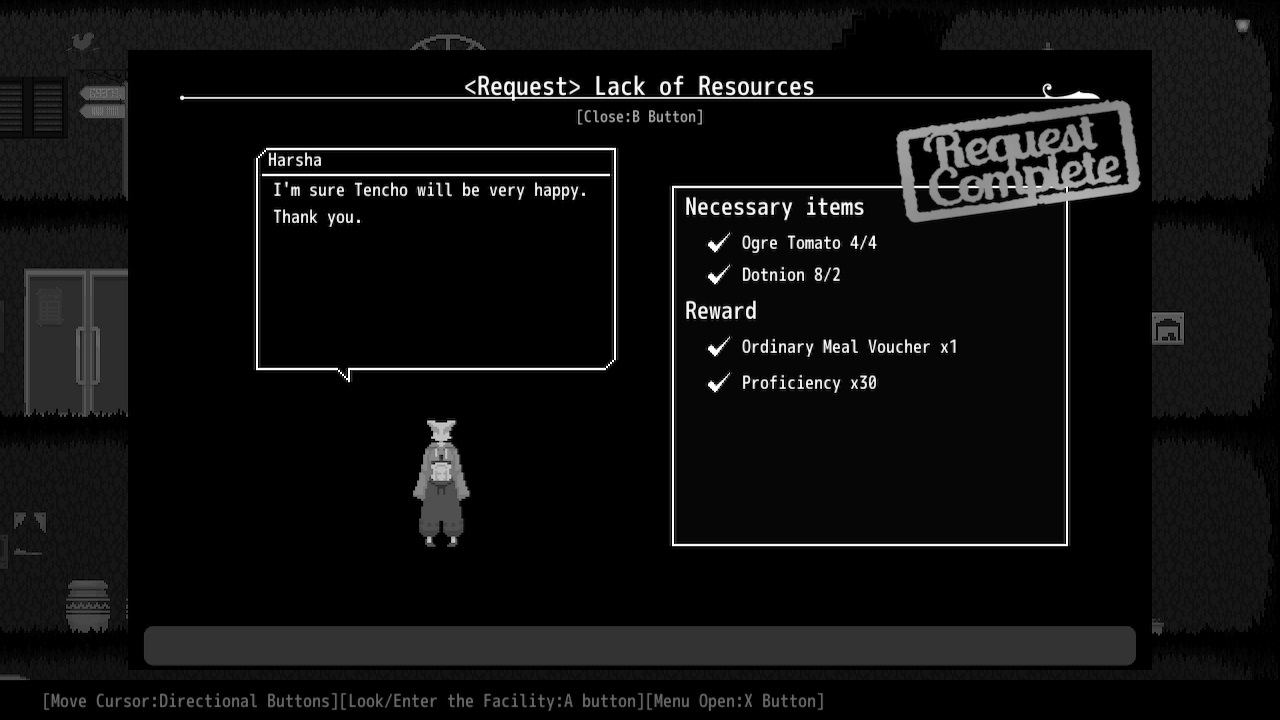 <Request> Lack of Resources
[Close:B Button]
Request
Complete
Harsha
I'm sure Tencho will be very happy.
Thank you.
Necessary items
Ogre Tomato 4/4
Dotnion 8/2
Reward
Ordinary Meal Voucher x1
Proficiency x30
[Move Cursor:Directional Buttons][Look/Enter the Facility:A button][Menu Open:X Button]